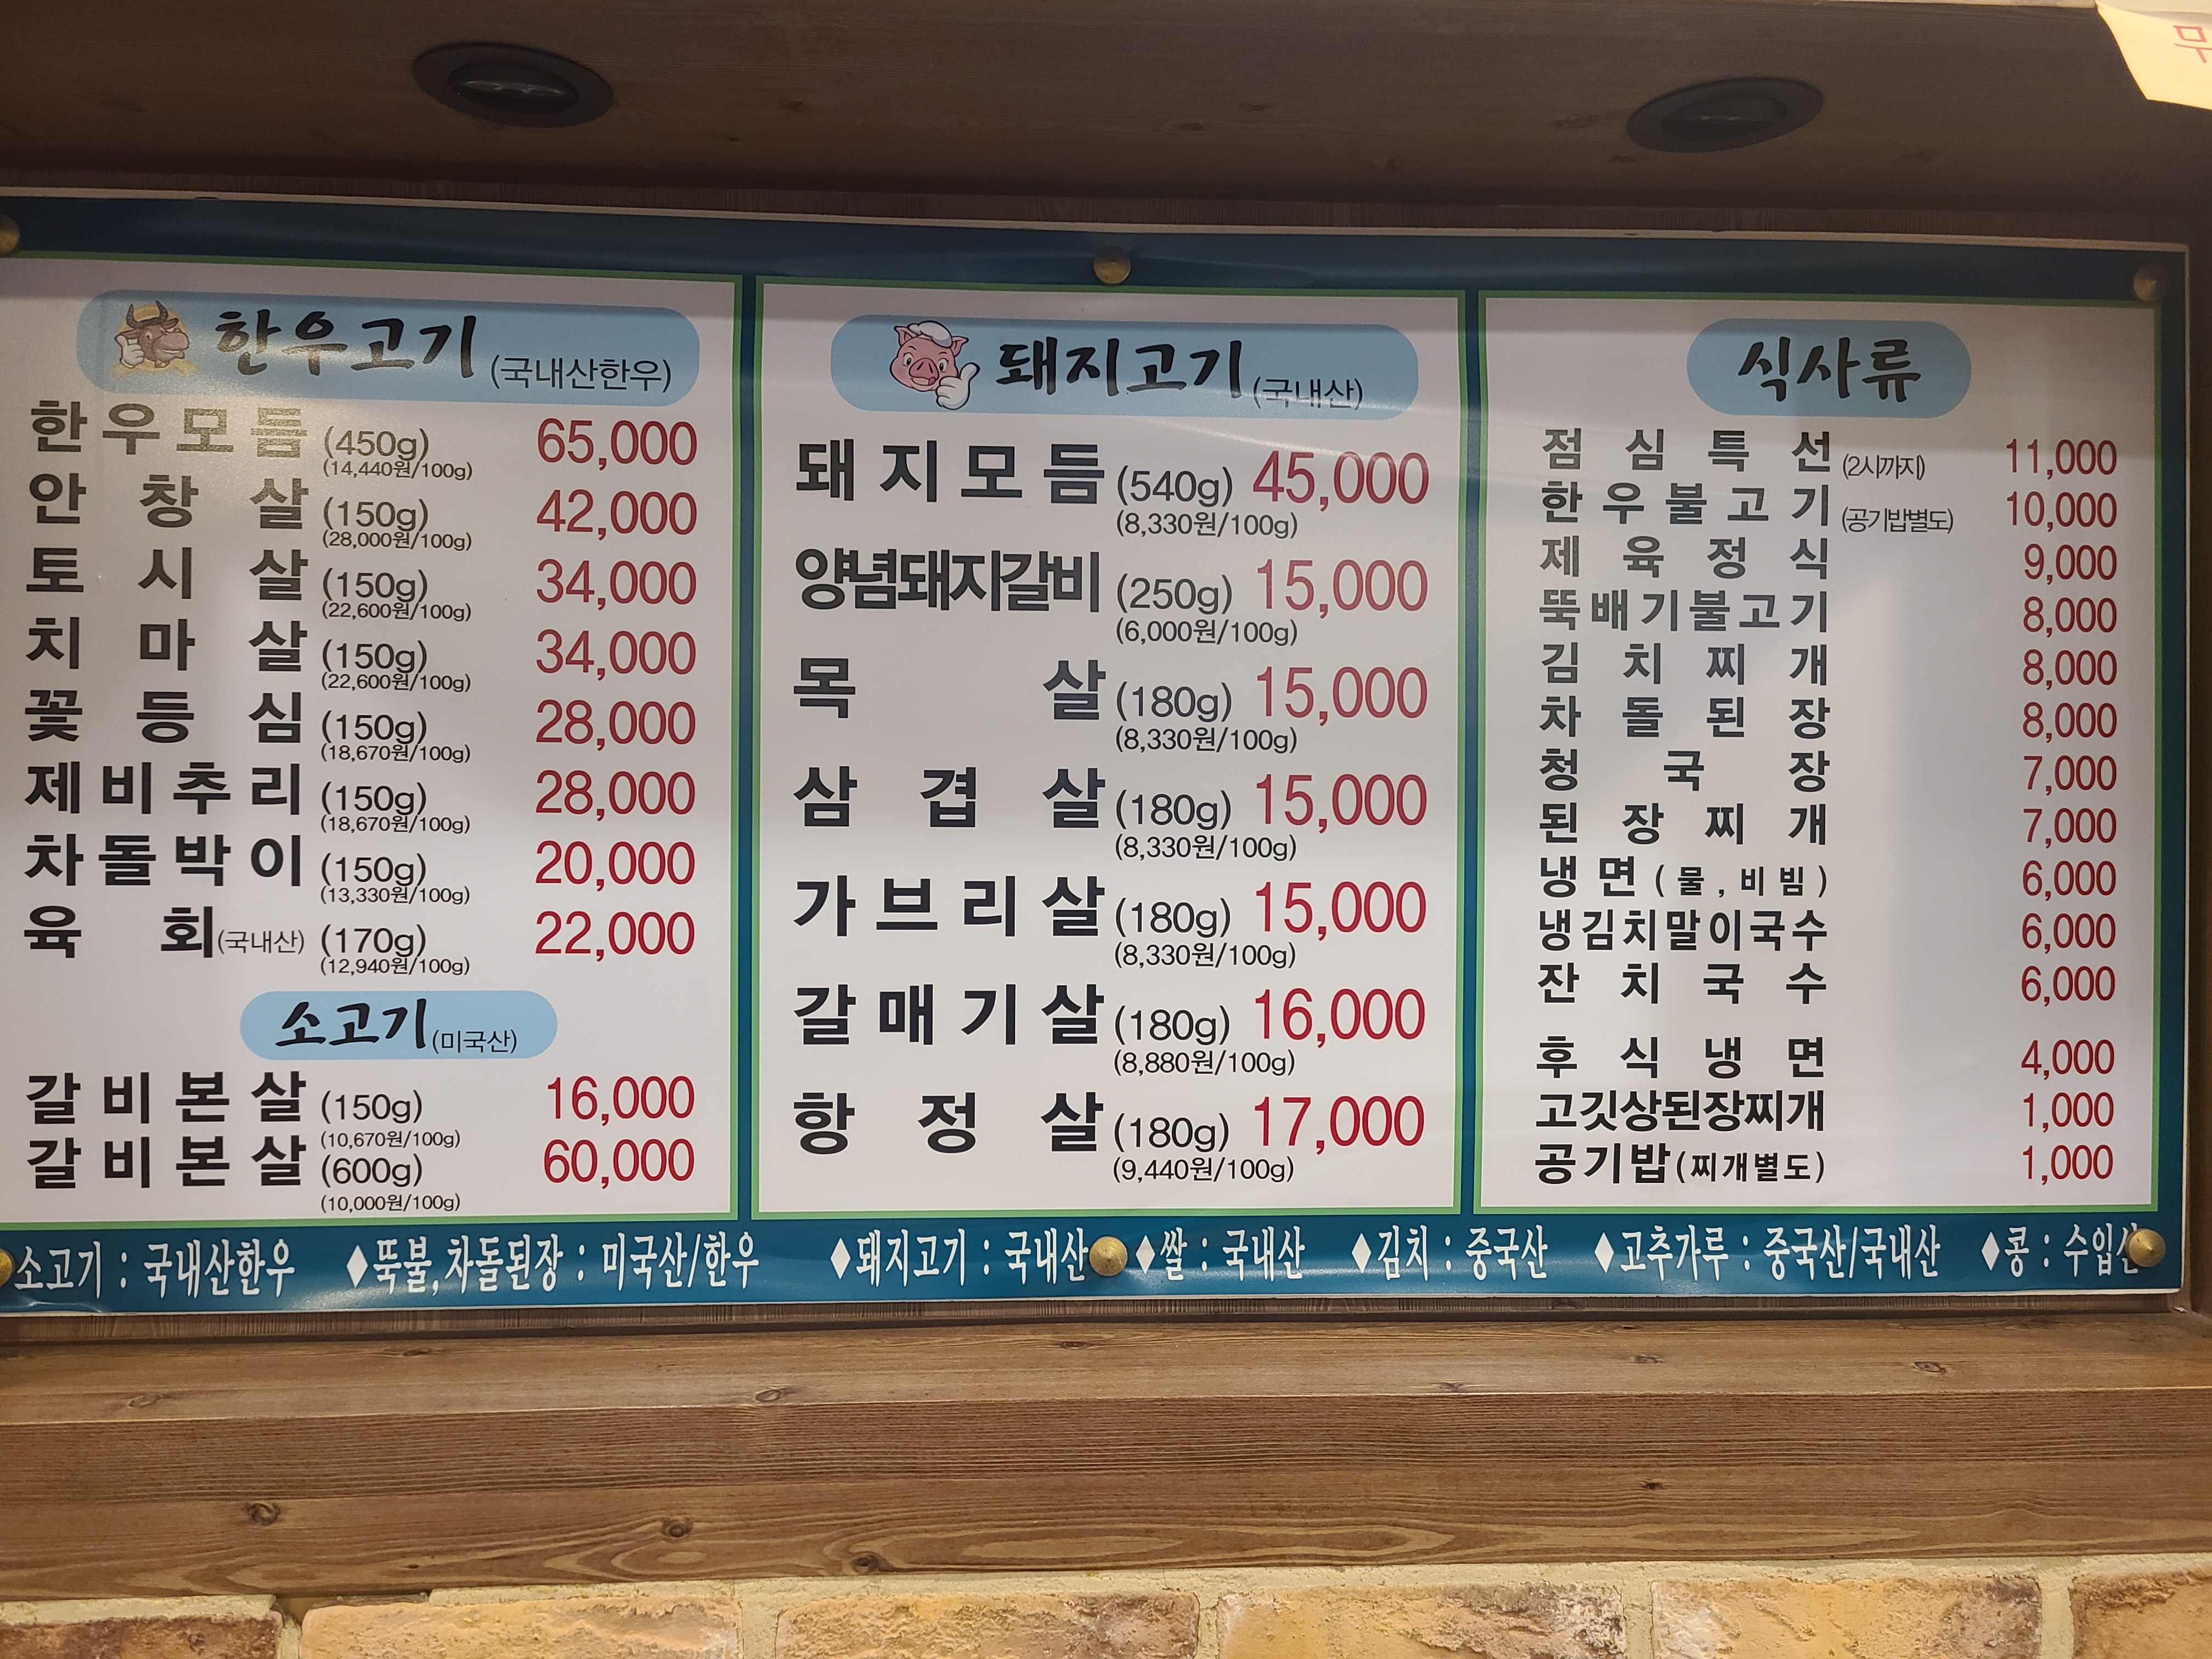 무
한우고기(국내산한우)
한우모듬 (450g) 65,000
(14,440원/100g)
안창살 (150g) 42,000
(28,000원/100g)
토시살 (150g) 34,000
(22,600원/100g)
치마살 (150g) 34,000
(22,600원/100g)
꽃등심 (150g) 28,000
(18,670원/100g)
제비추리 (150g) 28,000
(18,670원/100g)
차돌박이 (150g) 20,000
(13,330원/100g)
육회(국내산) (170g) 22,000
(12,940원/100g)
소고기(미국산)
갈비본살 (150g) 16,000
(10,670원/100g)
갈비본살 (600g) 60,000
(10,000원/100g)
돼지고기(국내산)
돼지모듬 (540g) 45,000
(8,330원/100g)
양념돼지갈비 (250g) 15,000
(6,000원/100g)
목살 (180g) 15,000
(8,330원/100g)
삼겹살 (180g) 15,000
(8,330원/100g)
가브리살 (180g) 15,000
(8,330원/100g)
갈매기살 (180g) 16,000
(8,880원/100g)
항정살 (180g) 17,000
(9,440원/100g)
식사류
점심특선(2시까지) 11,000
한우불고기(공기밥별도) 10,000
제육정식 9,000
뚝배기불고기 8,000
김치찌개 8,000
차돌된장 8,000
청국장 7,000
된장찌개 7,000
냉면(물,비빔) 6,000
냉김치말이국수 6,000
잔치국수 6,000
후식냉면 4,000
고깃상된장찌개 1,000
공기밥(찌개별도) 1,000
소고기 : 국내산한우 ♦뚝불,차돌된장 : 미국산/한우 ♦돼지고기 : 국내산 ♦쌀 : 국내산 ♦김치 : 중국산 ♦고추가루 : 중국산/국내산 ♦콩 : 수입산